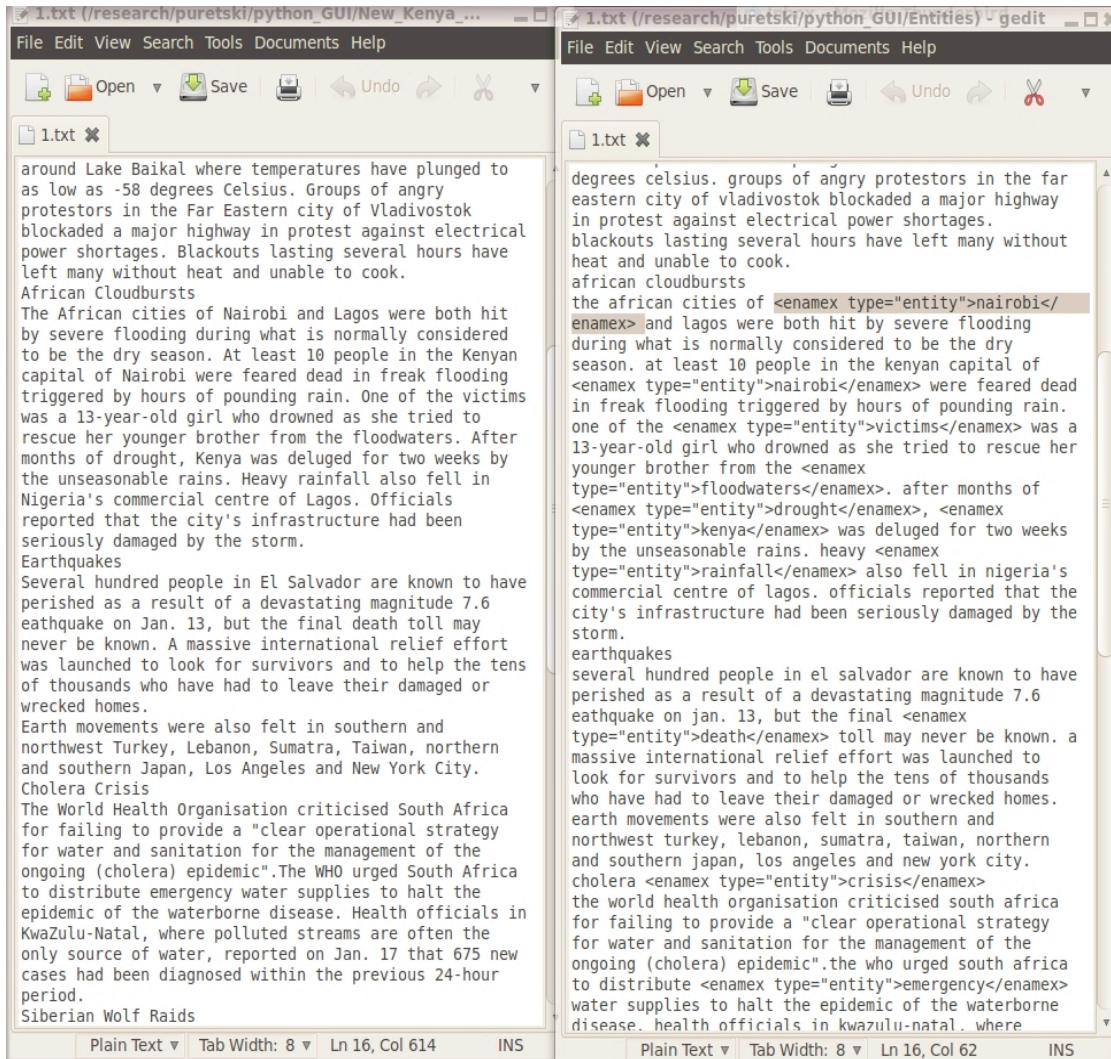 1.txt (/research/puretski/python_GUI/New_Kenya_...
File Edit View Search Tools Documents Help
Open Save Undo
1.txt
around Lake Baikal where temperatures have plunged to
as low as -58 degrees Celsius. Groups of angry
protestors in the Far Eastern city of Vladivostok
blockaded a major highway in protest against electrical
power shortages. Blackouts lasting several hours have
left many without heat and unable to cook.
African Cloudbursts
The African cities of Nairobi and Lagos were both hit
by severe flooding during what is normally considered
to be the dry season. At least 10 people in the Kenyan
capital of Nairobi were feared dead in freak flooding
triggered by hours of pounding rain. One of the victims
was a 13-year-old girl who drowned as she tried to
rescue her younger brother from the floodwaters. After
months of drought, Kenya was deluged for two weeks by
the unseasonable rains. Heavy rainfall also fell in
Nigeria's commercial centre of Lagos. Officials
reported that the city's infrastructure had been
seriously damaged by the storm.
Earthquakes
Several hundred people in El Salvador are known to have
perished as a result of a devastating magnitude 7.6
eathquake on Jan. 13, but the final death toll may
never be known. A massive international relief effort
was launched to look for survivors and to help the tens
of thousands who have had to leave their damaged or
wrecked homes.
Earth movements were also felt in southern and
northwest Turkey, Lebanon, Sumatra, Taiwan, northern
and southern Japan, Los Angeles and New York City.
Cholera Crisis
The World Health Organisation criticised South Africa
for failing to provide a "clear operational strategy
for water and sanitation for the management of the
ongoing (cholera) epidemic".The WHO urged South Africa
to distribute emergency water supplies to halt the
epidemic of the waterborne disease. Health officials in
KwaZulu-Natal, where polluted streams are often the
only source of water, reported on Jan. 17 that 675 new
cases had been diagnosed within the previous 24-hour
period.
Siberian Wolf Raids
Plain Text Tab Width: 8 Ln 16, Col 614 INS
1.txt (/research/puretski/python_GUI/Entities) - gedit
File Edit View Search Tools Documents Help
Open Save Undo
1.txt
degrees celsius. groups of angry protestors in the far
eastern city of vladivostok blockaded a major highway
in protest against electrical power shortages.
blackouts lasting several hours have left many without
heat and unable to cook.
african cloudbursts
the african cities of <enamex type="entity">nairobi</
enamex> and lagos were both hit by severe flooding
during what is normally considered to be the dry
season. at least 10 people in the kenyan capital of
<enamex type="entity">nairobi</enamex> were feared dead
in freak flooding triggered by hours of pounding rain.
one of the <enamex type="entity">victims</enamex> was a
13-year-old girl who drowned as she tried to rescue her
younger brother from the <enamex
type="entity">floodwaters</enamex>. after months of
<enamex type="entity">drought</enamex>, <enamex
type="entity">kenya</enamex> was deluged for two weeks
by the unseasonable rains. heavy <enamex
type="entity">rainfall</enamex> also fell in nigeria's
commercial centre of lagos. officials reported that the
city's infrastructure had been seriously damaged by the
storm.
earthquakes
several hundred people in el salvador are known to have
perished as a result of a devastating magnitude 7.6
eathquake on jan. 13, but the final <enamex
type="entity">death</enamex> toll may never be known. a
massive international relief effort was launched to
look for survivors and to help the tens of thousands
who have had to leave their damaged or wrecked homes.
earth movements were also felt in southern and
northwest turkey, lebanon, sumatra, taiwan, northern
and southern japan, los angeles and new york city.
cholera <enamex type="entity">crisis</enamex>
the world health organisation criticised south africa
for failing to provide a "clear operational strategy
for water and sanitation for the management of the
ongoing (cholera) epidemic".the who urged south africa
to distribute <enamex type="entity">emergency</enamex>
water supplies to halt the epidemic of the waterborne
disease. health officials in kwazulu-natal, where
Plain Text Tab Width: 8 Ln 16, Col 62 INS